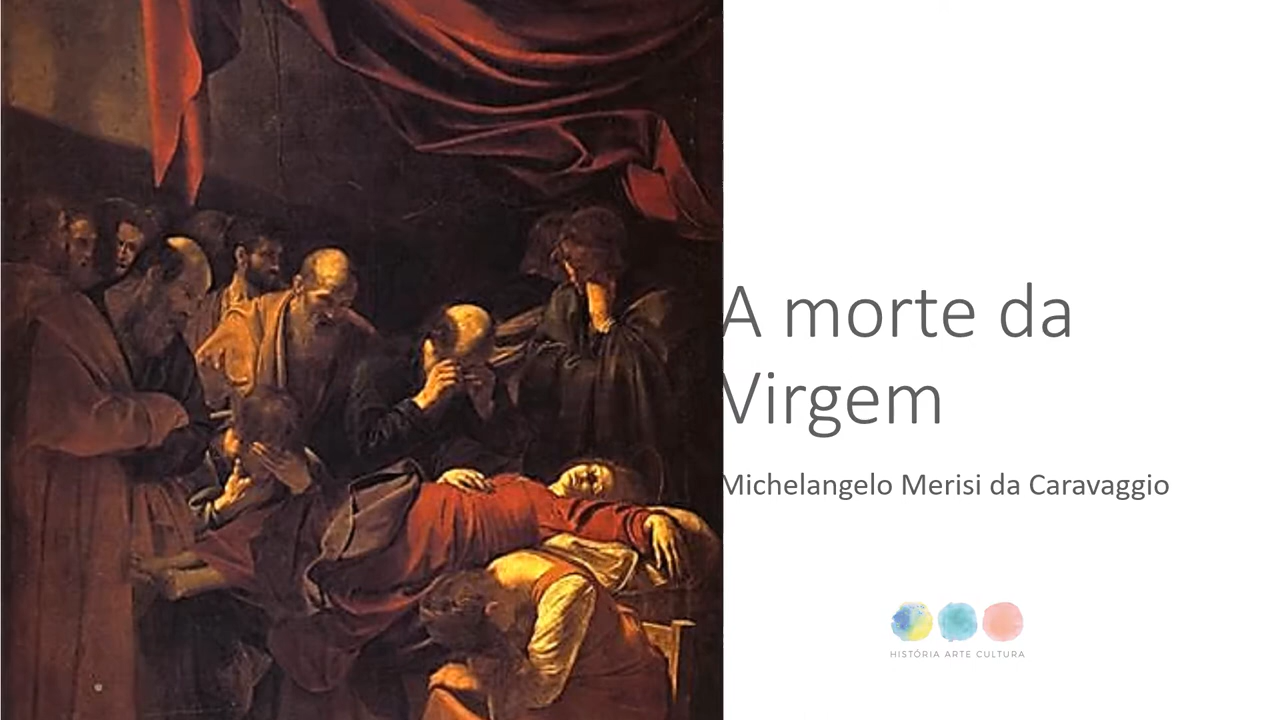 A morte da
Virgem
Michelangelo Merisi da Caravaggio
HISTÓRIA ARTE CULTURA